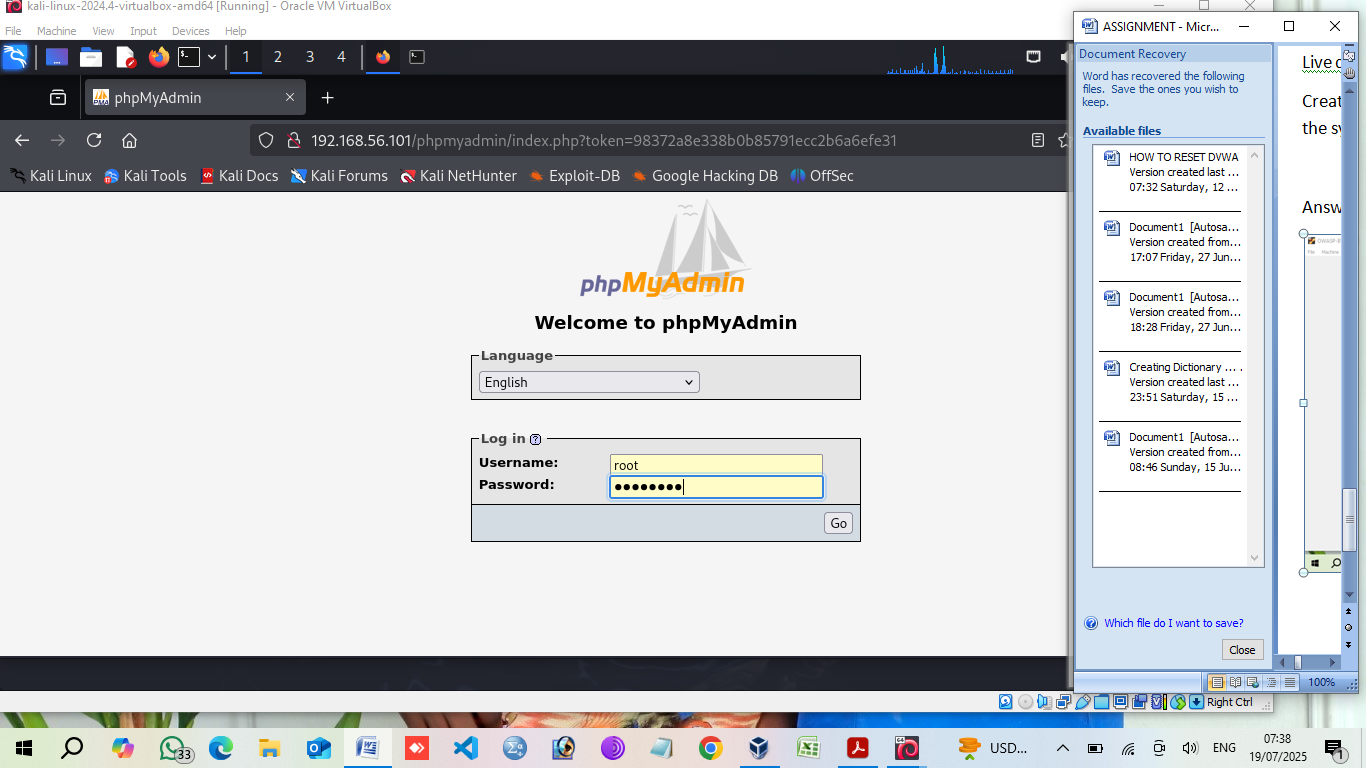 kali-linux-2024.4-virtualbox-amd64 [Running] - Oracle VM VirtualBox
File Machine View Input Devices Help
1 2 3 4
phpMyAdmin
192.168.56.101/phpmyadmin/index.php?token=98372a8e338b0b85791ecc2b6a6efe31
Kali Linux Kali Tools Kali Docs Kali Forums Kali NetHunter Exploit-DB Google Hacking DB OffSec
phpMyAdmin
Welcome to phpMyAdmin
Language
English
Log in
Username: root
Password: ●●●●●●●●
Go
ASSIGNMENT - Micr...
Document Recovery
Word has recovered the following
files. Save the ones you wish to
keep.
Available files
HOW TO RESET DVWA
Version created last ...
07:32 Saturday, 12 ...
Document1 [Autosa...
Version created from...
17:07 Friday, 27 Jun...
Document1 [Autosa...
Version created from...
18:28 Friday, 27 Jun...
Creating Dictionary ...
Version created last ...
23:51 Saturday, 15 ...
Document1 [Autosa...
Version created from...
08:46 Sunday, 15 Ju...
Which file do I want to save?
Close
Live
Creat
the sy
Answ
File Machine
100%
Right Ctrl
33
USD...
ENG
07:38
19/07/2025
1